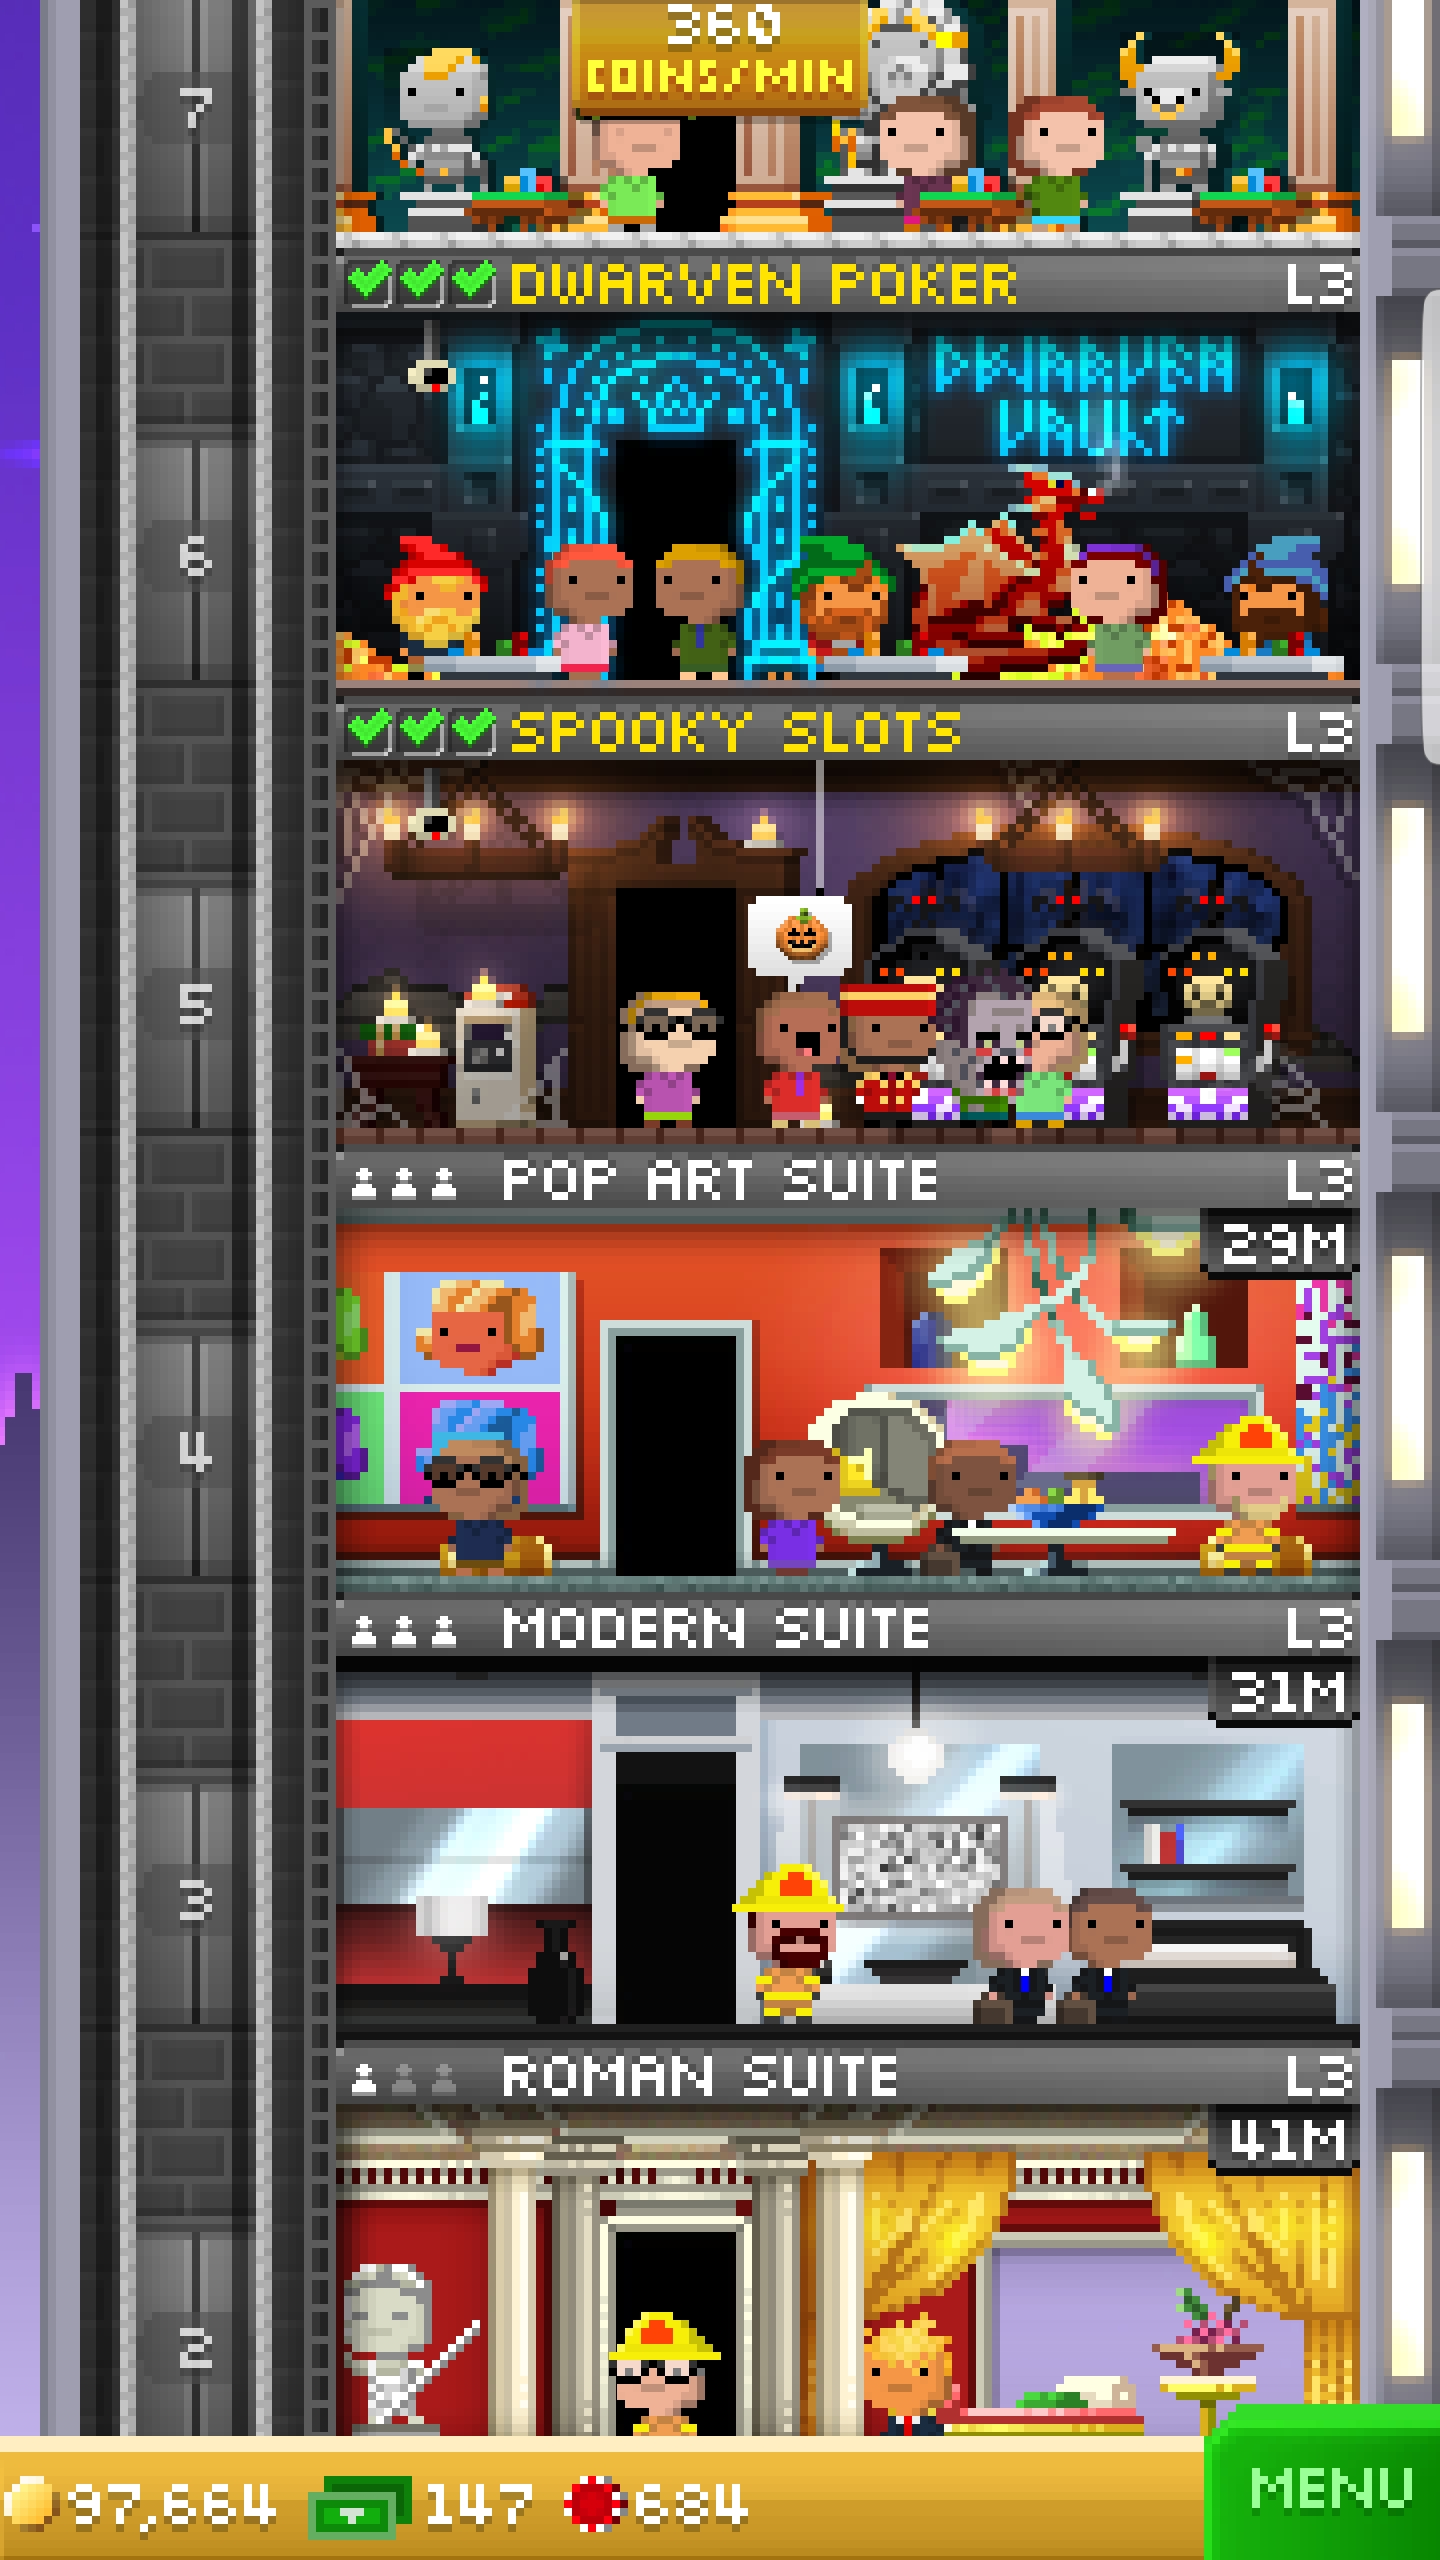 360
COINS/MIN
7
DWARVEN POKER L3
DWARVEN
VAULT
6
SPOOKY SLOTS L3
5
POP ART SUITE L3
29M
4
MODERN SUITE L3
31M
3
ROMAN SUITE L3
41M
2
97,664 147 684
MENU